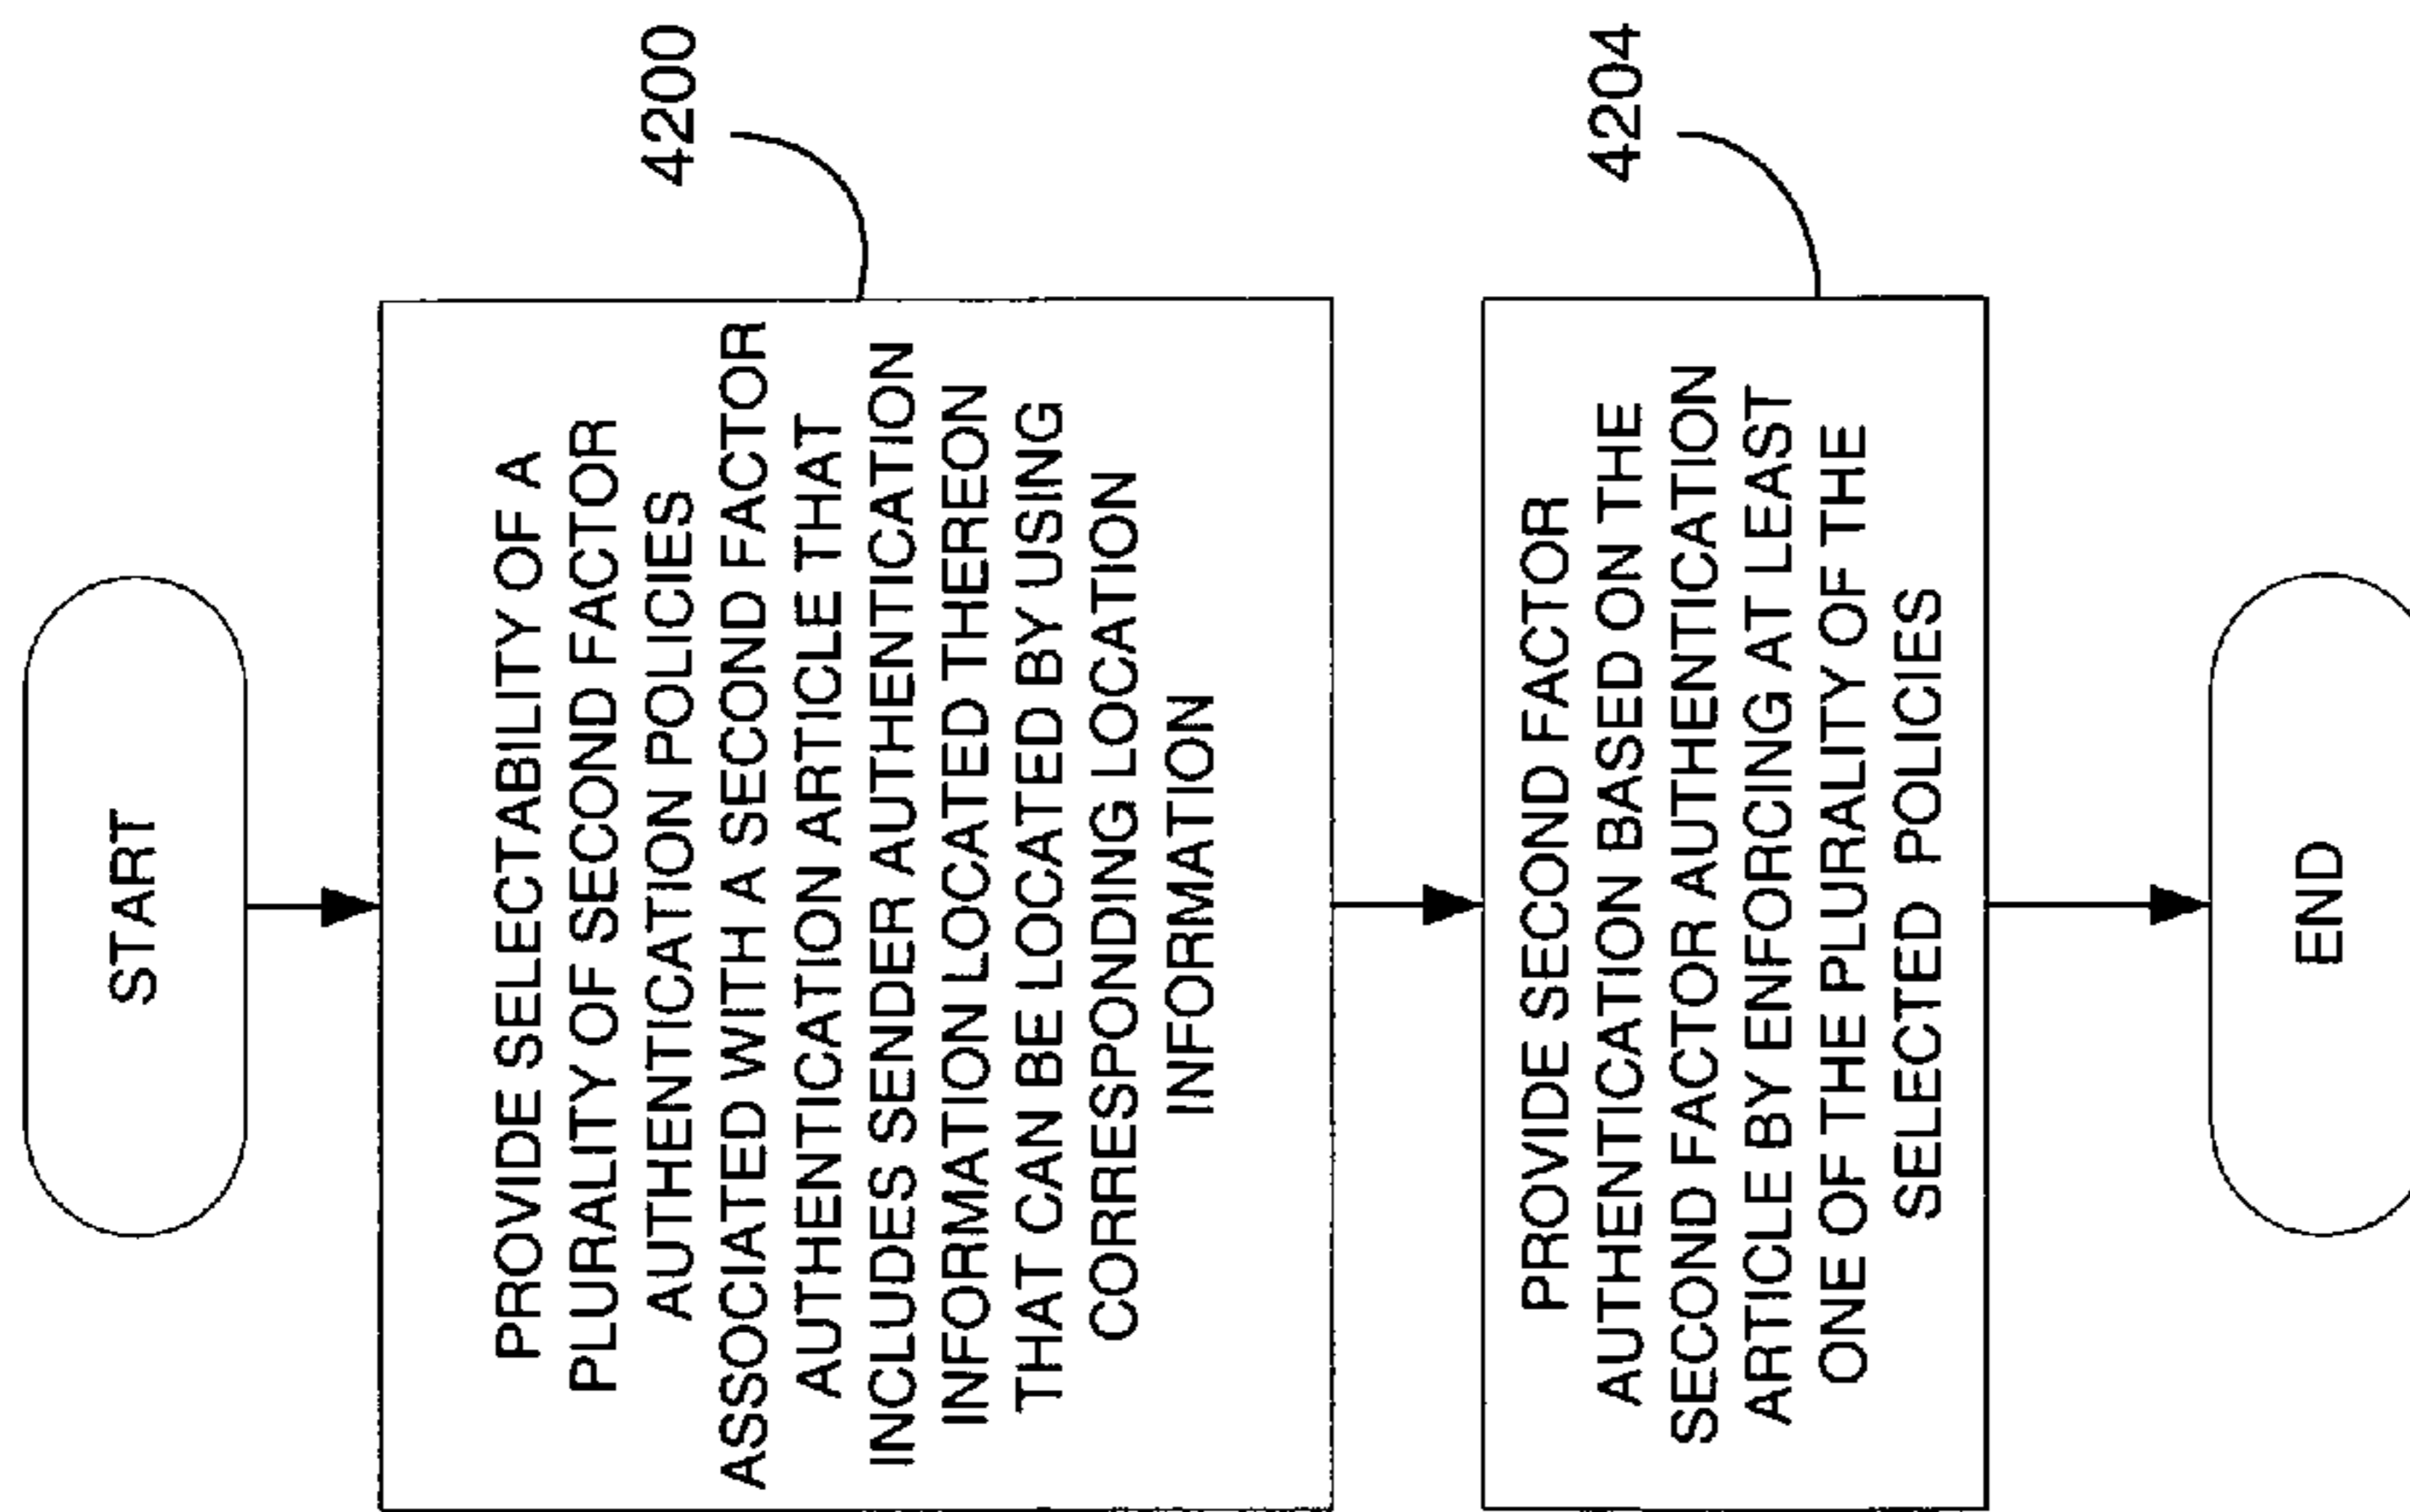 START
PROVIDE SELECTABILITY OF A
PLURALITY OF SECOND FACTOR
AUTHENTICATION POLICIES
ASSOCIATED WITH A SECOND FACTOR
AUTHENTICATION ARTICLE THAT
INCLUDES SENDER AUTHENTICATION
INFORMATION LOCATED THEREON
THAT CAN BE LOCATED BY USING
CORRESPONDING LOCATION
INFORMATION
4200
PROVIDE SECOND FACTOR
AUTHENTICATION BASED ON THE
SECOND FACTOR AUTHENTICATION
ARTICLE BY ENFORCING AT LEAST
ONE OF THE PLURALITY OF THE
SELECTED POLICIES
4204
END